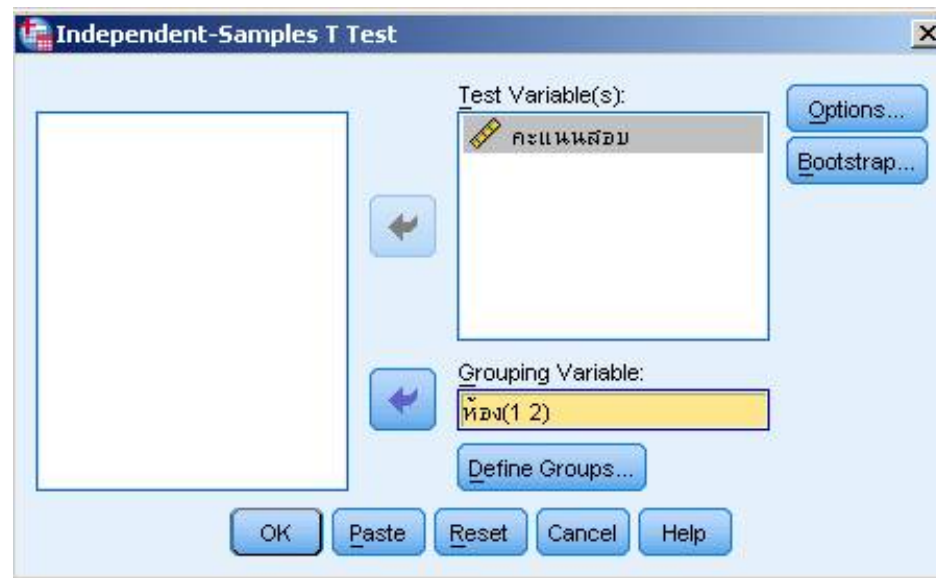 Independent-Samples T Test
Test Variable(s):
คะแนนสอบ
Options...
Bootstrap...
Grouping Variable:
ห้อง(1 2)
Define Groups...
OK
Paste
Reset
Cancel
Help